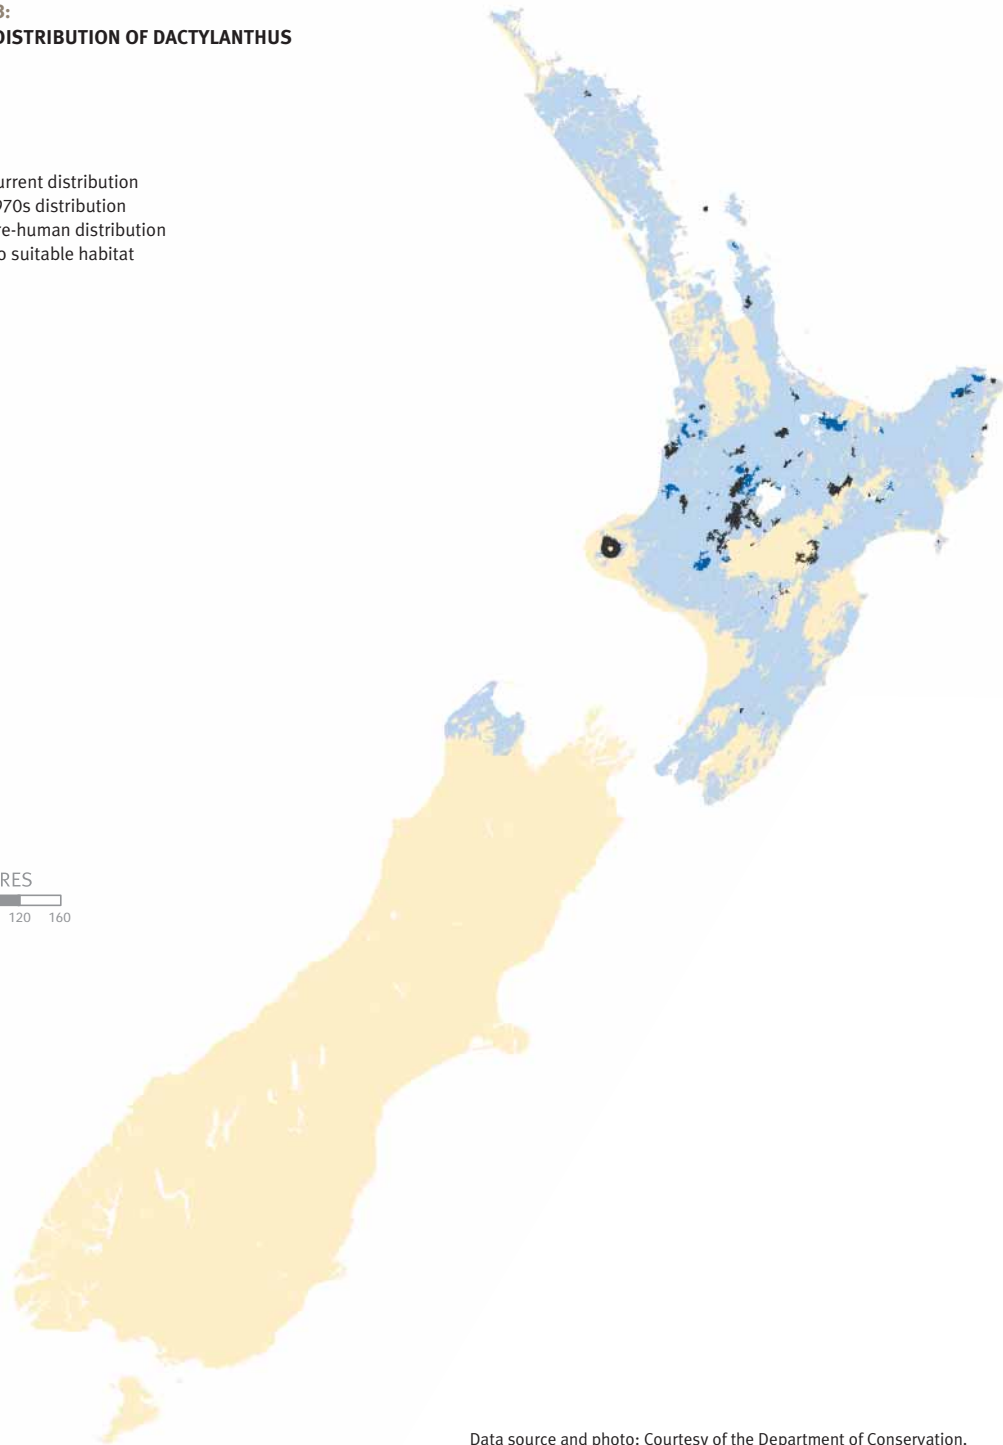 3:
DISTRIBUTION OF DACTYLANTHUS
urrent distribution
970s distribution
re-human distribution
o suitable habitat
RES
120 160
Data source and photo: Courtesy of the Department of Conservation.